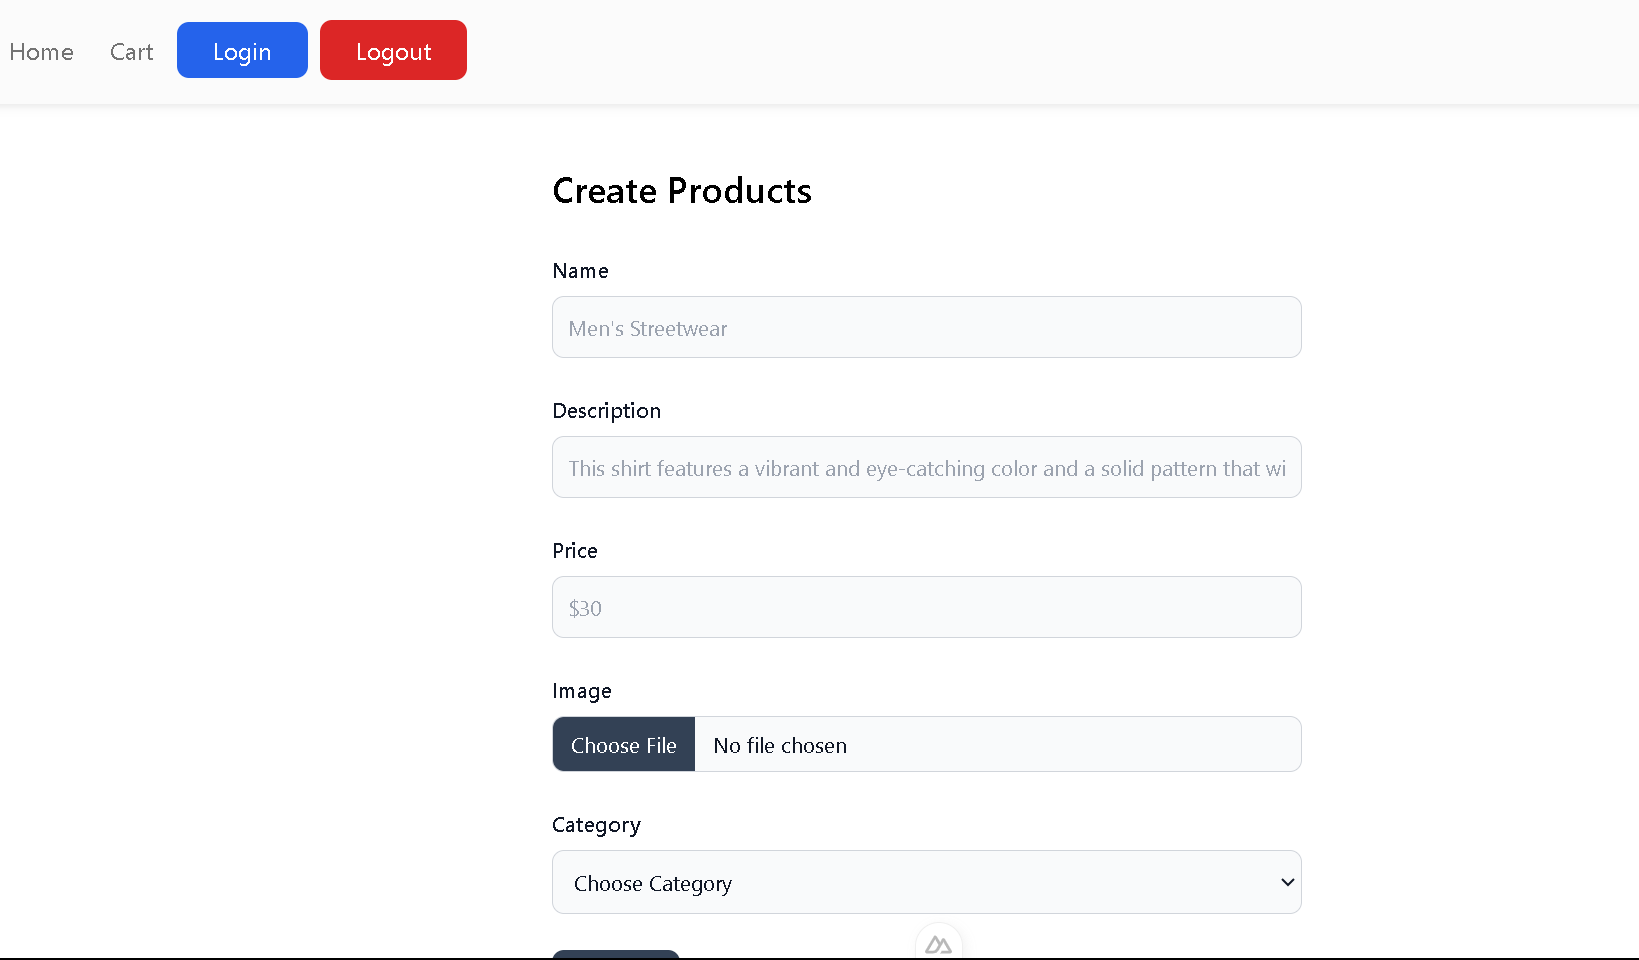 Home Cart Login Logout
Create Products
Name
Men's Streetwear
Description
This shirt features a vibrant and eye-catching color and a solid pattern that wi
Price
$30
Image
Choose File No file chosen
Category
Choose Category